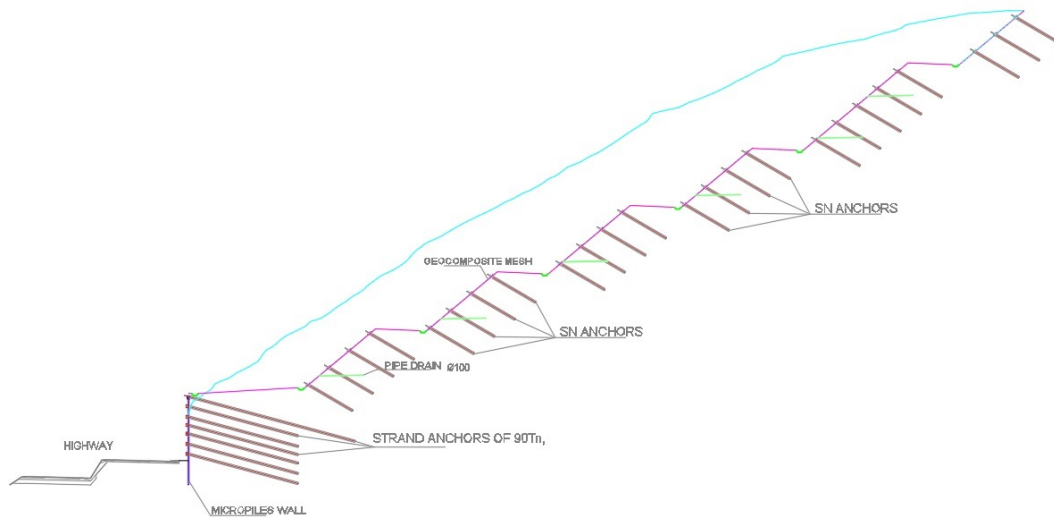 SN ANCHORS
GEOCOMPOSITE MESH
SN ANCHORS
PIPE DRAIN Ø100
STRAND ANCHORS OF 90Tn,
HIGHWAY
MICROPILES WALL